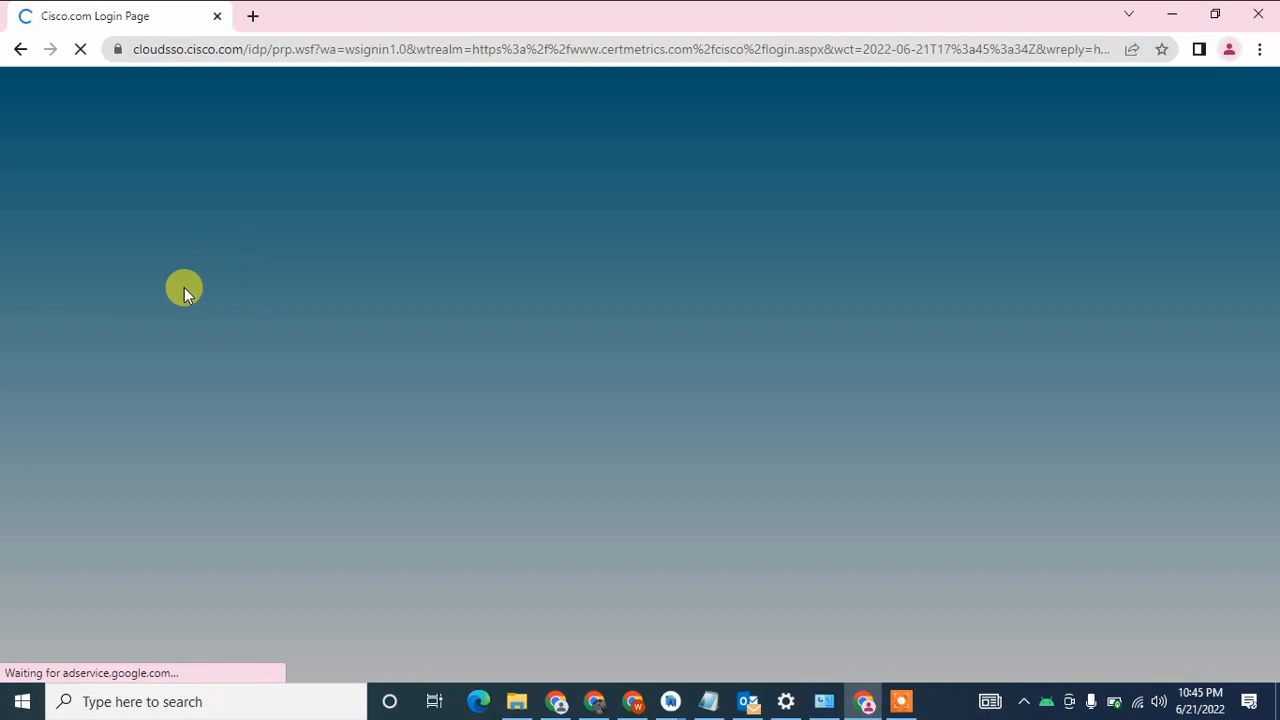 Cisco.com Login Page
cloudsso.cisco.com/idp/prp.wsf?wa=wsignin1.0&wtrealm=https%3a%2f%2fwww.certmetrics.com%2fcisco%2flogin.aspx&wct=2022-06-21T17%3a45%3a34Z&wreply=h...
Waiting for adservice.google.com...
Type here to search
W
10:45 PM
6/21/2022